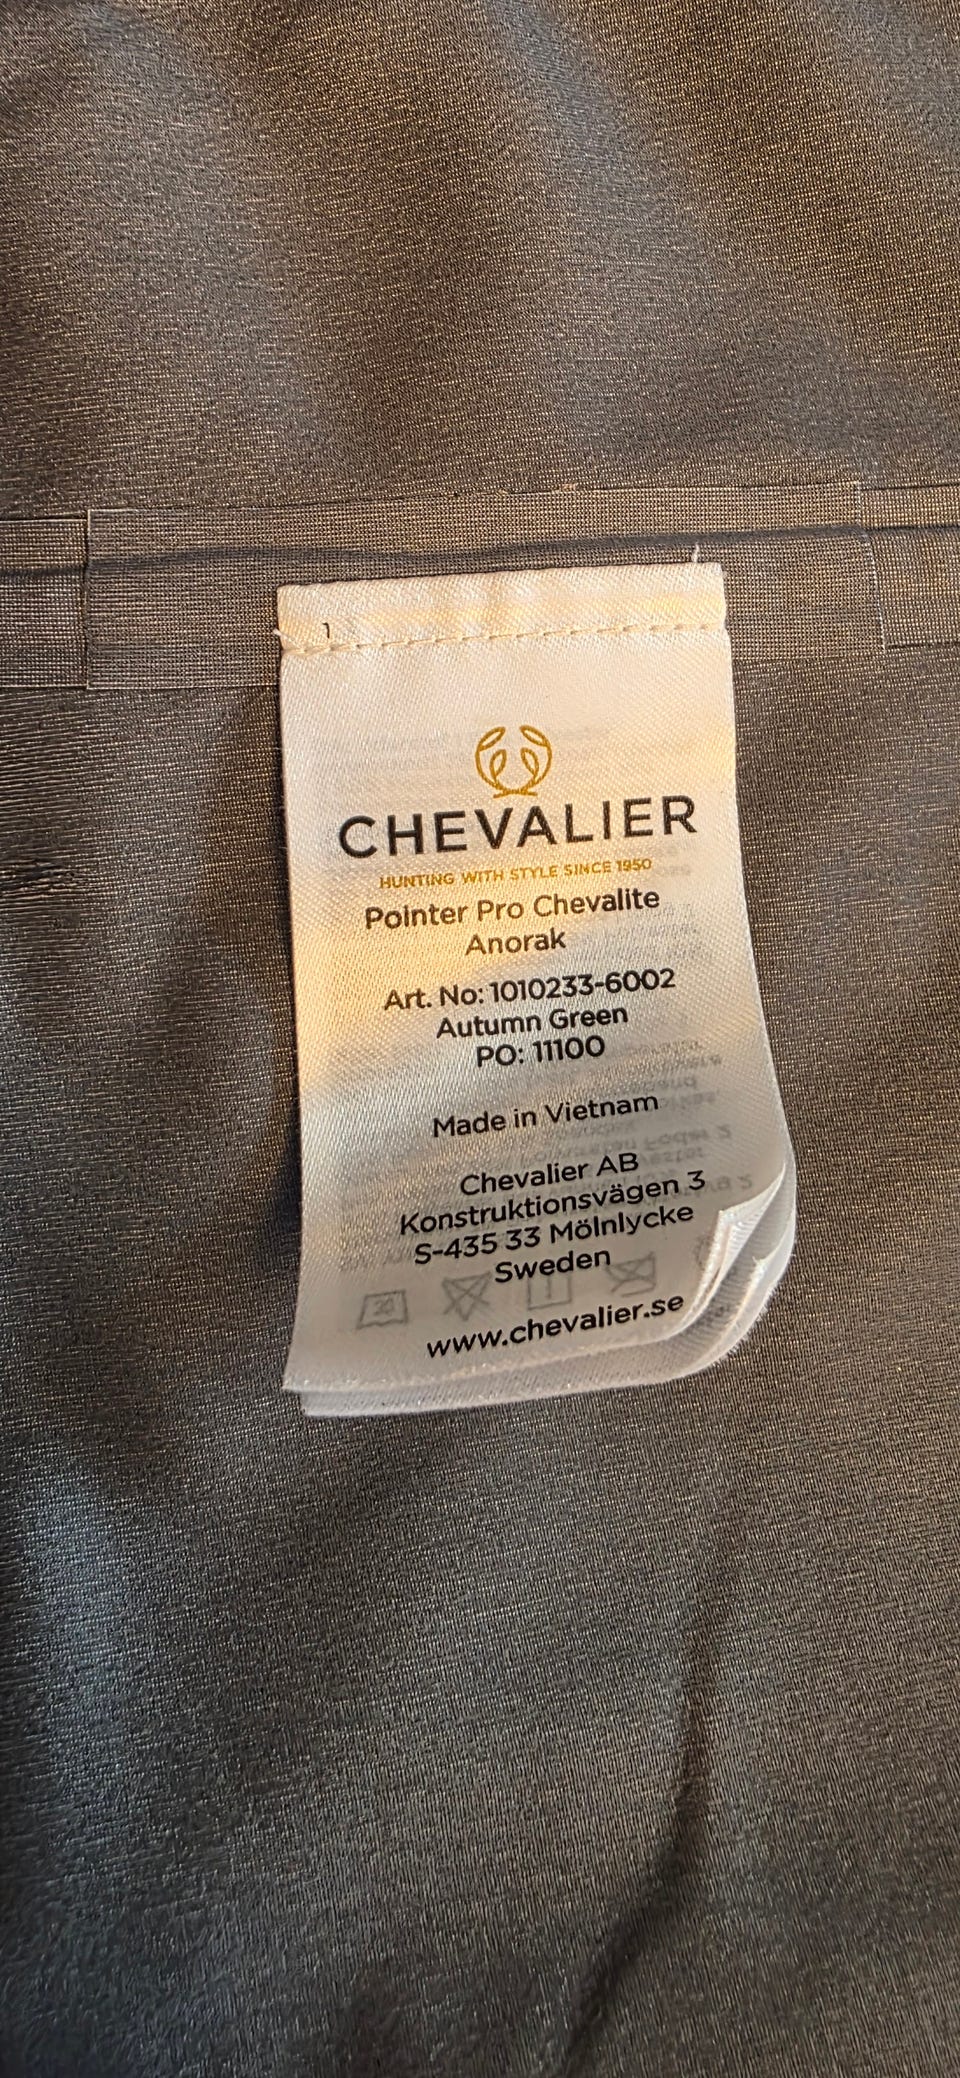 1
CHEVALIER
HUNTING WITH STYLE SINCE 1950
Pointer Pro Chevalite
Anorak
Art. No: 1010233-6002
Autumn Green
PO: 11100
Made in Vietnam
Chevalier AB
Konstruktionsvägen 3
S-435 33 Mölnlycke
Sweden
www.chevalier.se